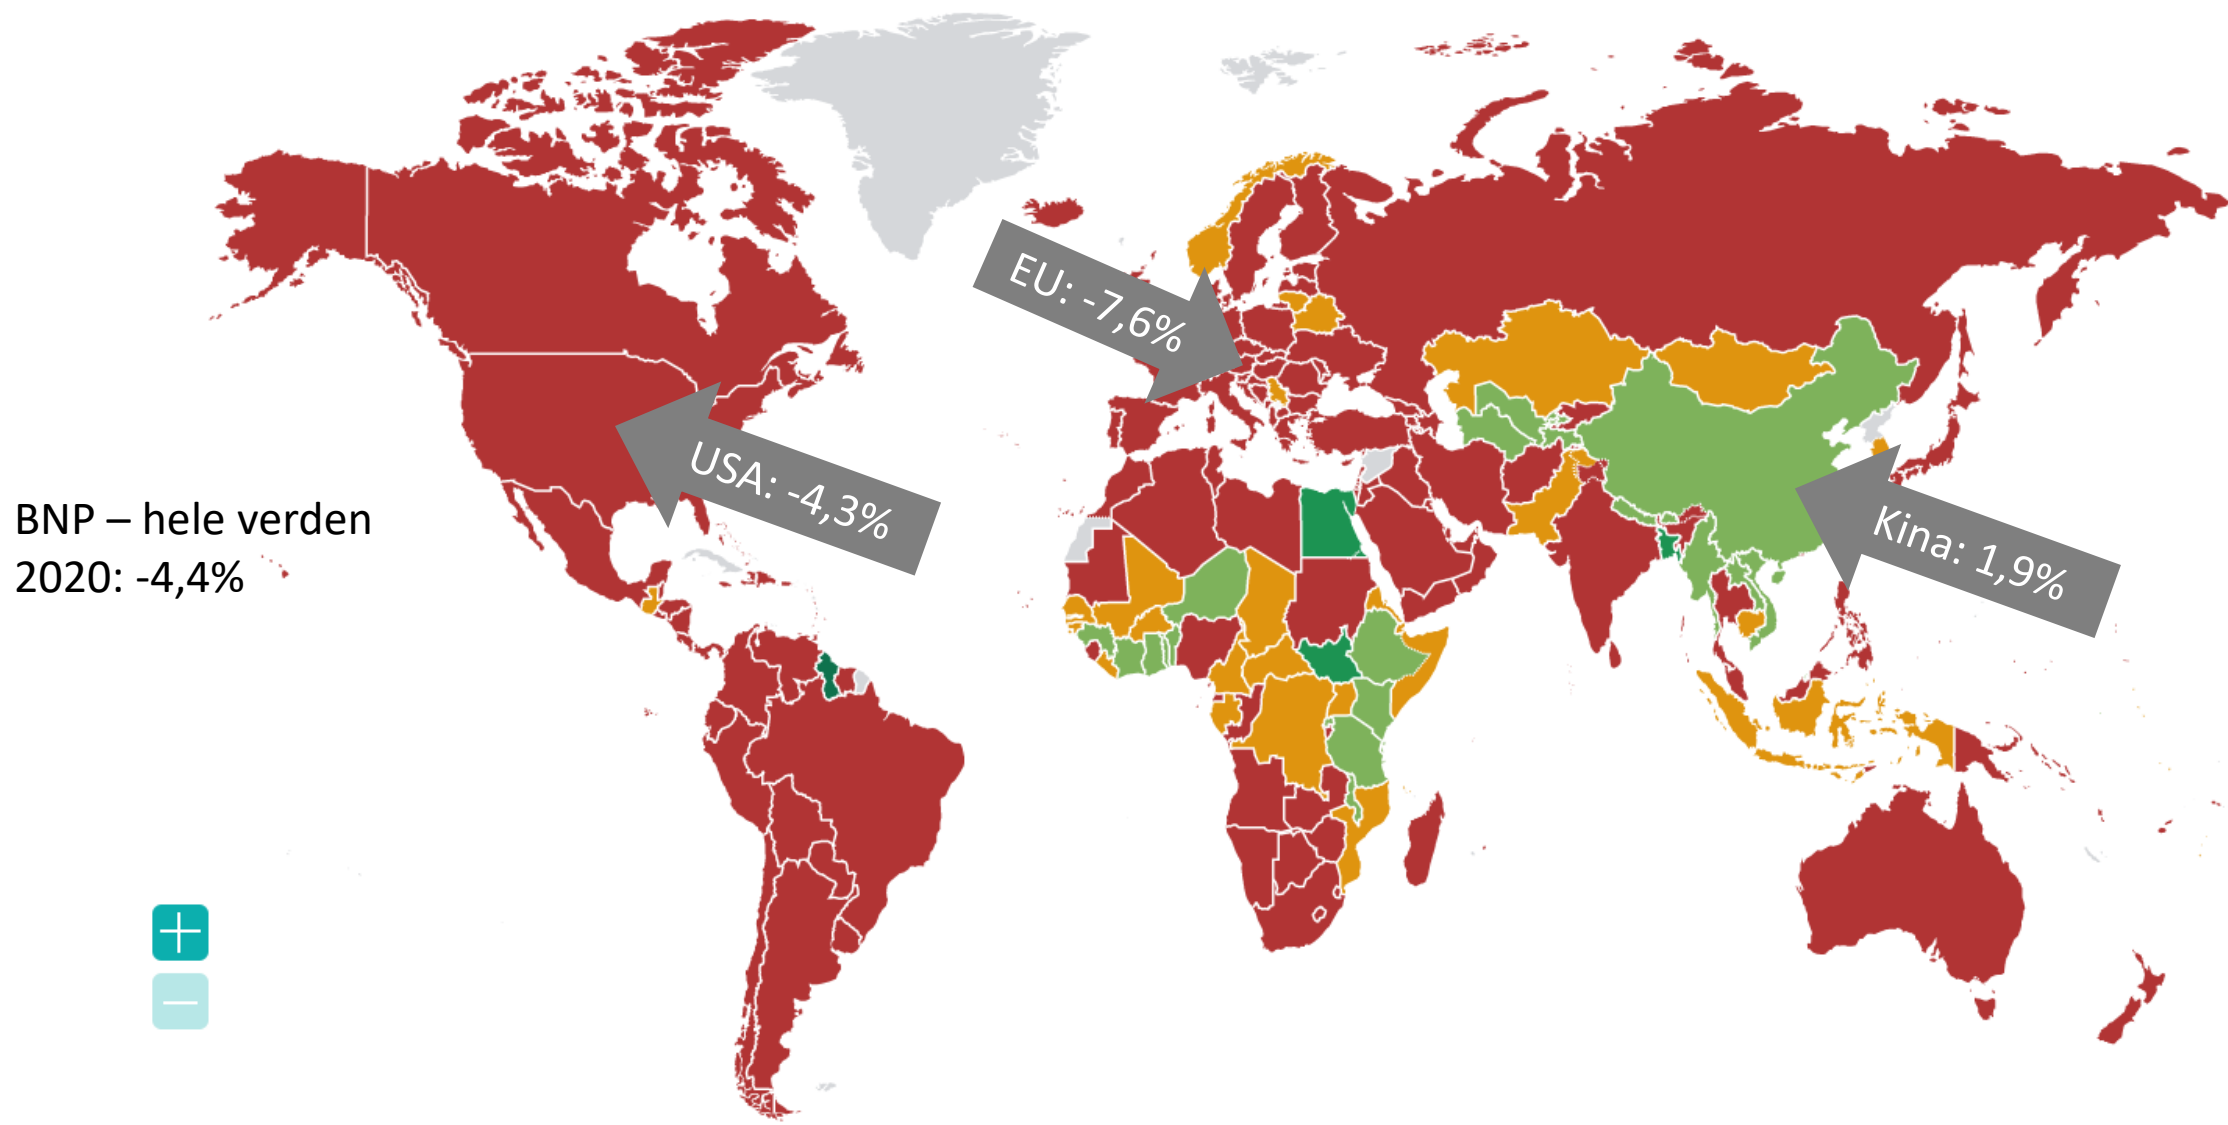 EU: -7,6%
USA: -4,3%
BNP – hele verden
2020: -4,4%
Kina: 1,9%